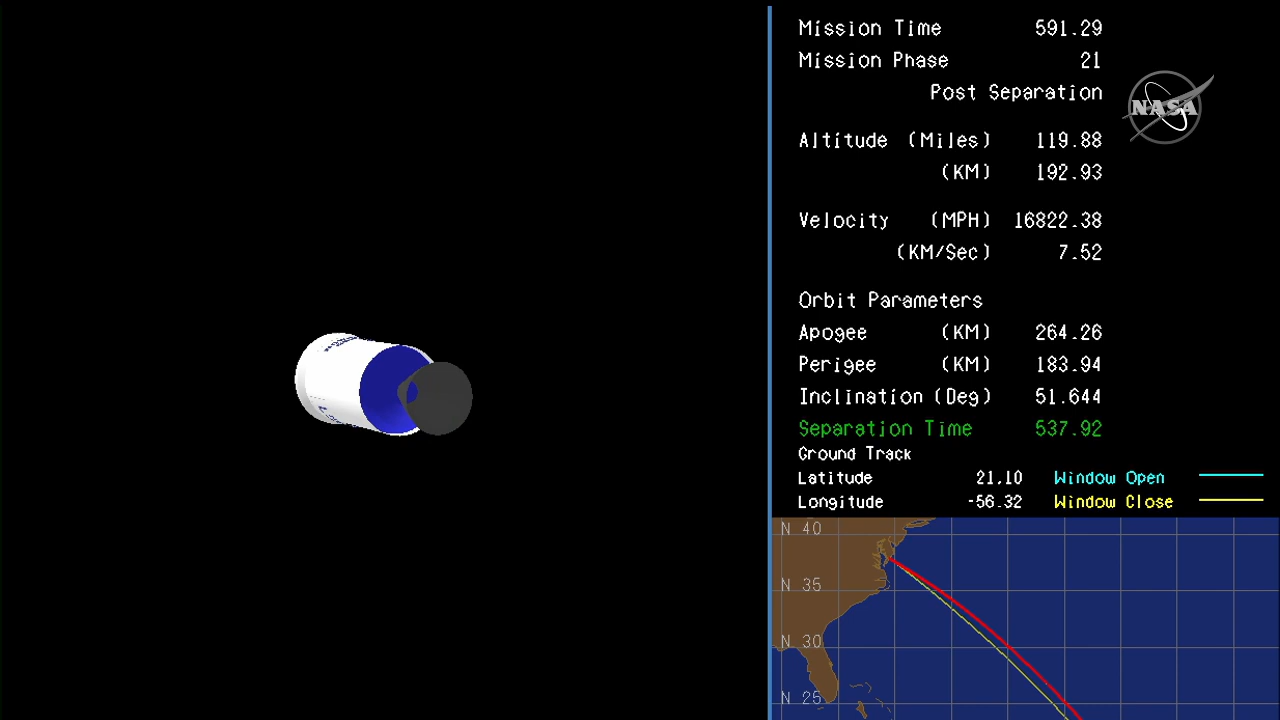 Mission Time 591.29
Mission Phase 21
Post Separation
NASA
Altitude (Miles) 119.88
(KM) 192.93
Velocity (MPH) 16822.38
(KM/Sec) 7.52
Orbit Parameters
Apogee (KM) 264.26
Perigee (KM) 183.94
Inclination (Deg) 51.644
Separation Time 537.92
Ground Track
Latitude 21.10 Window Open
Longitude -56.32 Window Close
N 40
N 35
N 30
N 25